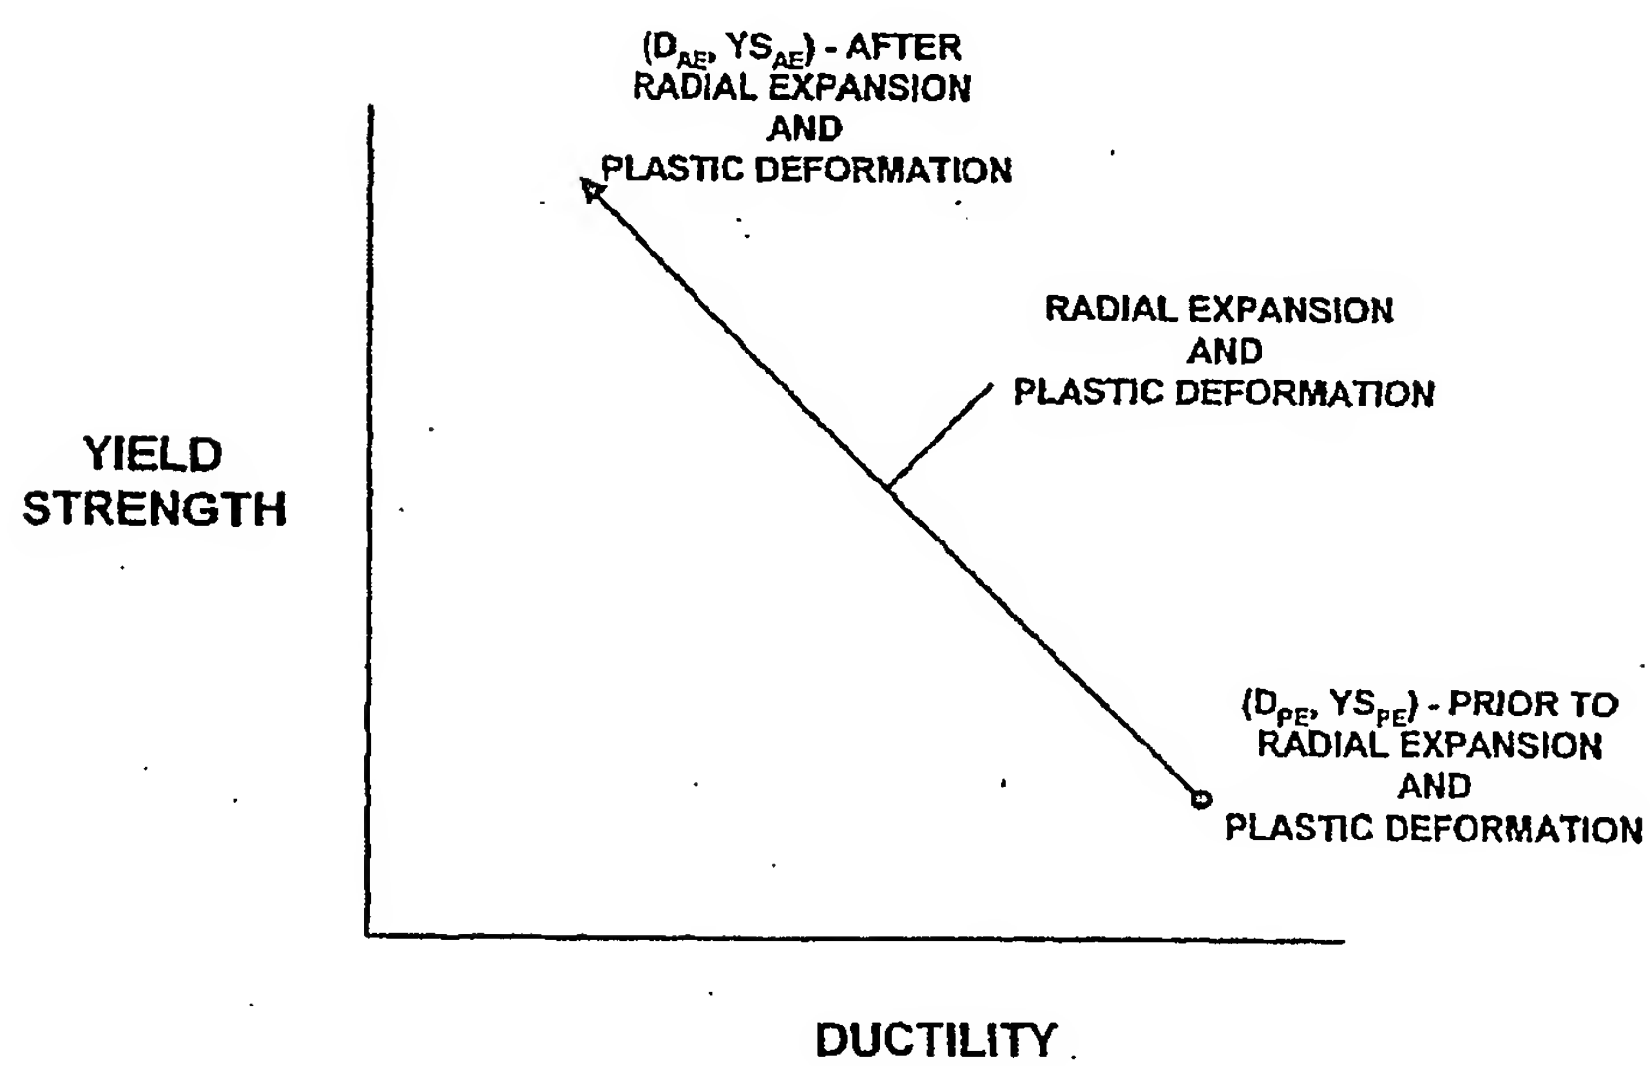 (D_AE, YS_AE) - AFTER
RADIAL EXPANSION
AND
PLASTIC DEFORMATION
RADIAL EXPANSION
AND
PLASTIC DEFORMATION
YIELD
STRENGTH
(D_PE, YS_PE) - PRIOR TO
RADIAL EXPANSION
AND
PLASTIC DEFORMATION
DUCTILITY